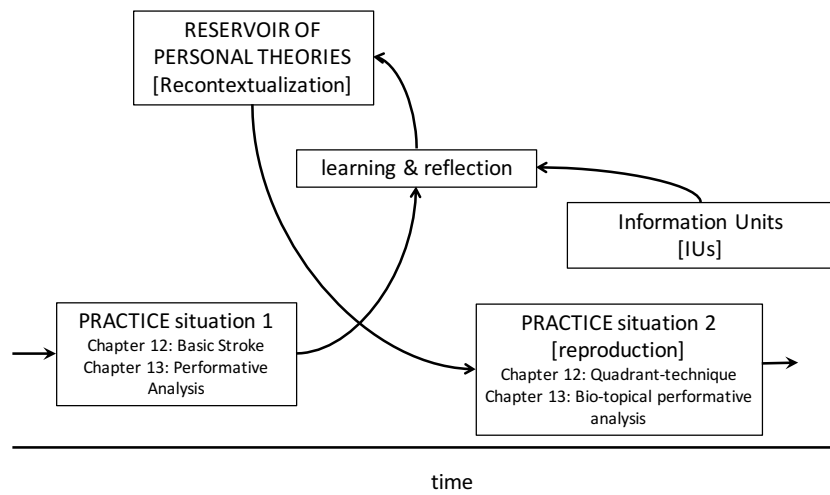 RESERVOIR OF
PERSONAL THEORIES
[Recontextualization]
learning & reflection
Information Units
[IUs]
PRACTICE situation 1
Chapter 12: Basic Stroke
Chapter 13: Performative
Analysis
PRACTICE situation 2
[reproduction]
Chapter 12: Quadrant-technique
Chapter 13: Bio-topical performative
analysis
time